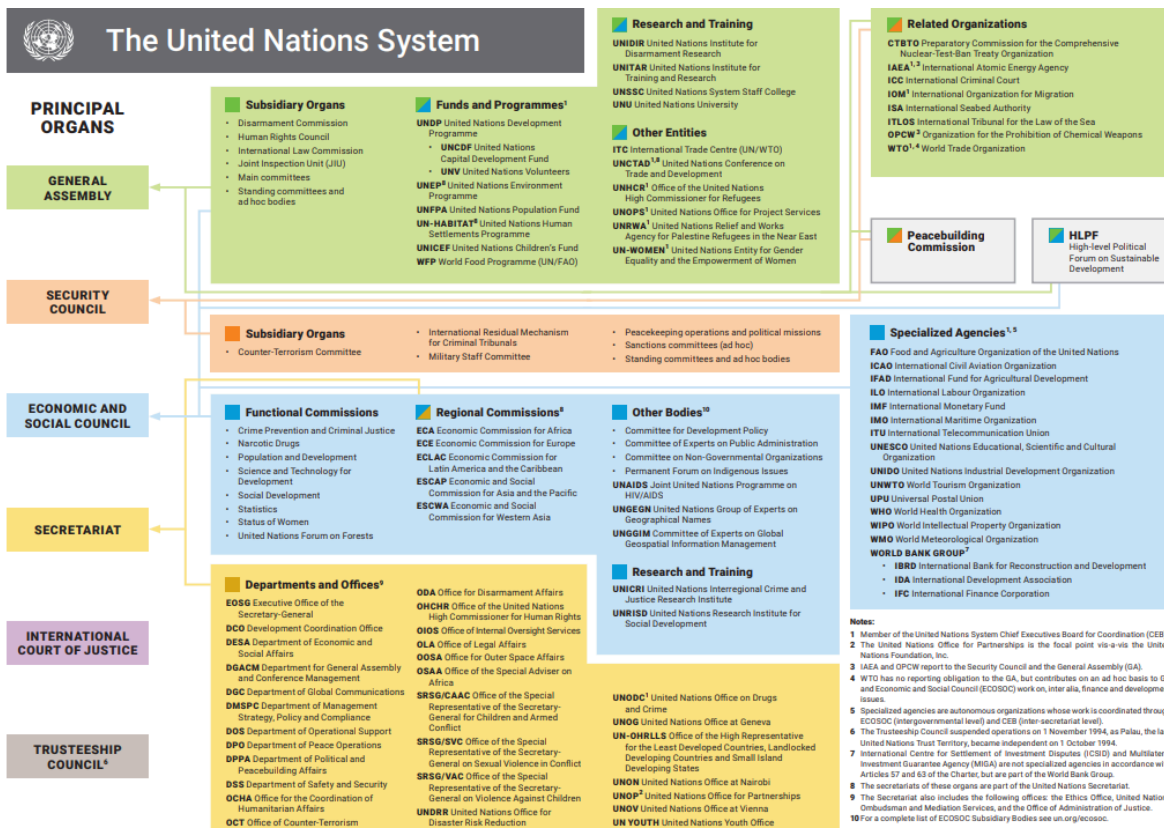 The United Nations System
PRINCIPAL
ORGANS
GENERAL
ASSEMBLY
SECURITY
COUNCIL
ECONOMIC AND
SOCIAL COUNCIL
SECRETARIAT
INTERNATIONAL
COURT OF JUSTICE
TRUSTEESHIP
COUNCIL⁶
Subsidiary Organs
• Disarmament Commission
• Human Rights Council
• International Law Commission
• Joint Inspection Unit (JIU)
• Main committees
• Standing committees and
ad hoc bodies
Funds and Programmes¹
UNDP United Nations Development
Programme
• UNCDF United Nations
Capital Development Fund
• UNV United Nations Volunteers
UNEP⁸ United Nations Environment
Programme
UNFPA United Nations Population Fund
UN-HABITAT⁸ United Nations Human
Settlements Programme
UNICEF United Nations Children's Fund
WFP World Food Programme (UN/FAO)
Research and Training
UNIDIR United Nations Institute for
Disarmament Research
UNITAR United Nations Institute for
Training and Research
UNSSC United Nations System Staff College
UNU United Nations University
Other Entities
ITC International Trade Centre (UN/WTO)
UNCTAD¹,⁸ United Nations Conference on
Trade and Development
UNHCR¹ Office of the United Nations
High Commissioner for Refugees
UNOPS¹ United Nations Office for Project Services
UNRWA¹ United Nations Relief and Works
Agency for Palestine Refugees in the Near East
UN-WOMEN¹ United Nations Entity for Gender
Equality and the Empowerment of Women
Related Organizations
CTBTO Preparatory Commission for the Comprehensive
Nuclear-Test-Ban Treaty Organization
IAEA¹,³ International Atomic Energy Agency
ICC International Criminal Court
IOM¹ International Organization for Migration
ISA International Seabed Authority
ITLOS International Tribunal for the Law of the Sea
OPCW³ Organization for the Prohibition of Chemical Weapons
WTO¹,⁴ World Trade Organization
Peacebuilding
Commission
HLPF
High-level Political
Forum on Sustainable
Development
Subsidiary Organs
• Counter-Terrorism Committee
• International Residual Mechanism
for Criminal Tribunals
• Military Staff Committee
• Peacekeeping operations and political missions
• Sanctions committees (ad hoc)
• Standing committees and ad hoc bodies
Functional Commissions
• Crime Prevention and Criminal Justice
• Narcotic Drugs
• Population and Development
• Science and Technology for
Development
• Social Development
• Statistics
• Status of Women
• United Nations Forum on Forests
Regional Commissions⁸
ECA Economic Commission for Africa
ECE Economic Commission for Europe
ECLAC Economic Commission for
Latin America and the Caribbean
ESCAP Economic and Social
Commission for Asia and the Pacific
ESCWA Economic and Social
Commission for Western Asia
Other Bodies¹⁰
• Committee for Development Policy
• Committee of Experts on Public Administration
• Committee on Non-Governmental Organizations
• Permanent Forum on Indigenous Issues
UNAIDS Joint United Nations Programme on
HIV/AIDS
UNGEGN United Nations Group of Experts on
Geographical Names
UNGGIM Committee of Experts on Global
Geospatial Information Management
Research and Training
UNICRI United Nations Interregional Crime and
Justice Research Institute
UNRISD United Nations Research Institute for
Social Development
Specialized Agencies¹,⁵
FAO Food and Agriculture Organization of the United Nations
ICAO International Civil Aviation Organization
IFAD International Fund for Agricultural Development
ILO International Labour Organization
IMF International Monetary Fund
IMO International Maritime Organization
ITU International Telecommunication Union
UNESCO United Nations Educational, Scientific and Cultural
Organization
UNIDO United Nations Industrial Development Organization
UNWTO World Tourism Organization
UPU Universal Postal Union
WHO World Health Organization
WIPO World Intellectual Property Organization
WMO World Meteorological Organization
WORLD BANK GROUP⁷
• IBRD International Bank for Reconstruction and Development
• IDA International Development Association
• IFC International Finance Corporation
Departments and Offices⁹
EOSG Executive Office of the
Secretary-General
DCO Development Coordination Office
DESA Department of Economic and
Social Affairs
DGACM Department for General Assembly
and Conference Management
DGC Department of Global Communications
DMSPC Department of Management
Strategy, Policy and Compliance
DOS Department of Operational Support
DPO Department of Peace Operations
DPPA Department of Political and
Peacebuilding Affairs
DSS Department of Safety and Security
OCHA Office for the Coordination of
Humanitarian Affairs
OCT Office of Counter-Terrorism
ODA Office for Disarmament Affairs
OHCHR Office of the United Nations
High Commissioner for Human Rights
OIOS Office of Internal Oversight Services
OLA Office of Legal Affairs
OOSA Office for Outer Space Affairs
OSAA Office of the Special Adviser on
Africa
SRSG/CAAC Office of the Special
Representative of the Secretary-
General for Children and Armed
Conflict
SRSG/SVC Office of the Special
Representative of the Secretary-
General on Sexual Violence in Conflict
SRSG/VAC Office of the Special
Representative of the Secretary-
General on Violence Against Children
UNDRR United Nations Office for
Disaster Risk Reduction
UNODC¹ United Nations Office on Drugs
and Crime
UNOG United Nations Office at Geneva
UN-OHRLLS Office of the High Representative
for the Least Developed Countries, Landlocked
Developing Countries and Small Island
Developing States
UNON United Nations Office at Nairobi
UNOP² United Nations Office for Partnerships
UNOV United Nations Office at Vienna
UN YOUTH United Nations Youth Office
Notes:
1 Member of the United Nations System Chief Executives Board for Coordination (CEB
2 The United Nations Office for Partnerships is the focal point vis-a-vis the Unite
Nations Foundation, Inc.
3 IAEA and OPCW report to the Security Council and the General Assembly (GA).
4 WTO has no reporting obligation to the GA, but contributes on an ad hoc basis to G
and Economic and Social Council (ECOSOC) work on, inter alia, finance and developme
issues.
5 Specialized agencies are autonomous organizations whose work is coordinated throug
ECOSOC (intergovernmental level) and CEB (inter-secretariat level).
6 The Trusteeship Council suspended operations on 1 November 1994, as Palau, the la
United Nations Trust Territory, became independent on 1 October 1994.
7 International Centre for Settlement of Investment Disputes (ICSID) and Multilater
Investment Guarantee Agency (MIGA) are not specialized agencies in accordance wit
Articles 57 and 63 of the Charter, but are part of the World Bank Group.
8 The secretariats of these organs are part of the United Nations Secretariat.
9 The Secretariat also includes the following offices: the Ethics Office, United Nation
Ombudsman and Mediation Services, and the Office of Administration of Justice.
10 For a complete list of ECOSOC Subsidiary Bodies see un.org/ecosoc.